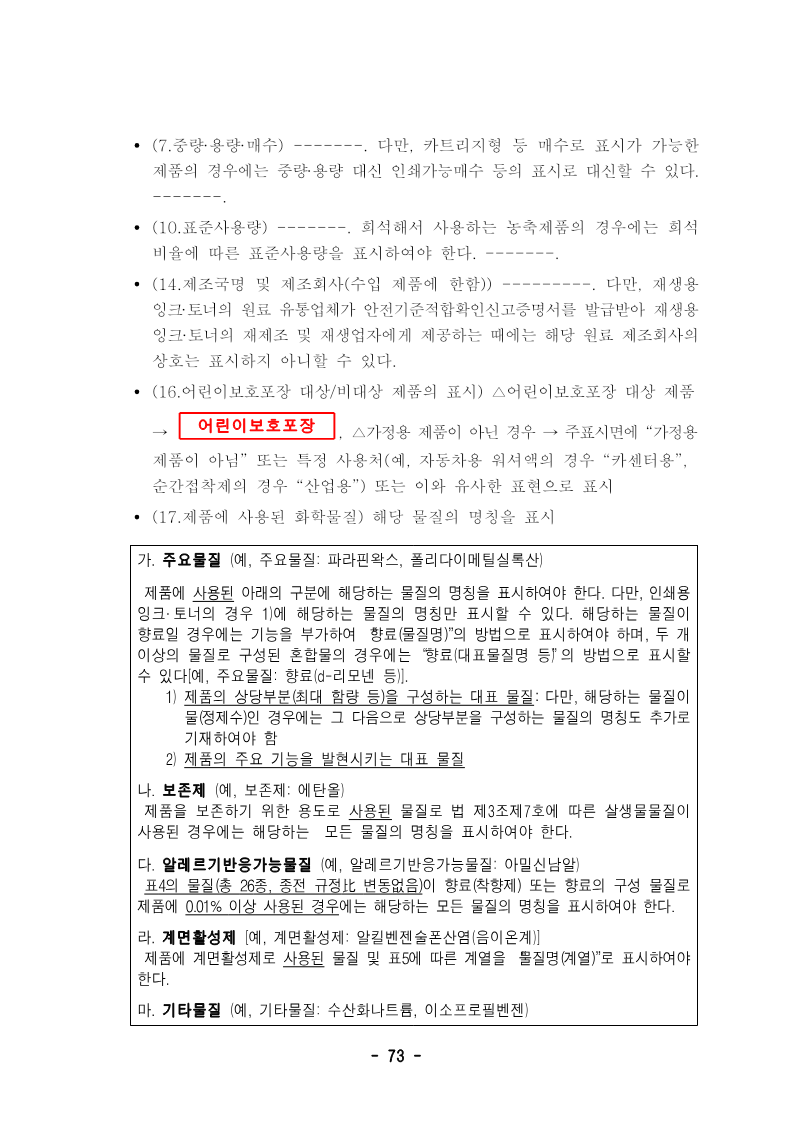 • (7.중량·용량·매수) -------. 다만, 카트리지형 등 매수로 표시가 가능한
제품의 경우에는 중량·용량 대신 인쇄가능매수 등의 표시로 대신할 수 있다.
-------.
• (10.표준사용량) -------. 희석해서 사용하는 농축제품의 경우에는 희석
비율에 따른 표준사용량을 표시하여야 한다. -------.
• (14.제조국명 및 제조회사(수입 제품에 한함)) ---------. 다만, 재생용
잉크·토너의 원료 유통업체가 안전기준적합확인신고증명서를 발급받아 재생용
잉크·토너의 재제조 및 재생업자에게 제공하는 때에는 해당 원료 제조회사의
상호는 표시하지 아니할 수 있다.
• (16.어린이보호포장 대상/비대상 제품의 표시) △어린이보호포장 대상 제품
→ 어린이보호포장 , △가정용 제품이 아닌 경우 → 주표시면에 “가정용
제품이 아님” 또는 특정 사용처(예, 자동차용 워셔액의 경우 “카센터용”,
순간접착제의 경우 “산업용”) 또는 이와 유사한 표현으로 표시
• (17.제품에 사용된 화학물질) 해당 물질의 명칭을 표시
가. 주요물질 (예, 주요물질: 파라핀왁스, 폴리다이메틸실록산)
제품에 사용된 아래의 구분에 해당하는 물질의 명칭을 표시하여야 한다. 다만, 인쇄용
잉크·토너의 경우 1)에 해당하는 물질의 명칭만 표시할 수 있다. 해당하는 물질이
향료일 경우에는 기능을 부가하여 향료(물질명)”의 방법으로 표시하여야 하며, 두 개
이상의 물질로 구성된 혼합물의 경우에는 “향료(대표물질명 등)”의 방법으로 표시할
수 있다[예, 주요물질: 향료(d-리모넨 등)].
1) 제품의 상당부분(최대 함량 등)을 구성하는 대표 물질: 다만, 해당하는 물질이
물(정제수)인 경우에는 그 다음으로 상당부분을 구성하는 물질의 명칭도 추가로
기재하여야 함
2) 제품의 주요 기능을 발현시키는 대표 물질
나. 보존제 (예, 보존제: 에탄올)
제품을 보존하기 위한 용도로 사용된 물질로 법 제3조제7호에 따른 살생물물질이
사용된 경우에는 해당하는 모든 물질의 명칭을 표시하여야 한다.
다. 알레르기반응가능물질 (예, 알레르기반응가능물질: 아밀신남알)
표4의 물질(총 26종, 종전 규정比 변동없음)이 향료(착향제) 또는 향료의 구성 물질로
제품에 0.01% 이상 사용된 경우에는 해당하는 모든 물질의 명칭을 표시하여야 한다.
라. 계면활성제 [예, 계면활성제: 알킬벤젠술폰산염(음이온계)]
제품에 계면활성제로 사용된 물질 및 표5에 따른 계열을 “물질명(계열)”로 표시하여야
한다.
마. 기타물질 (예, 기타물질: 수산화나트륨, 이소프로필벤젠)
- 73 -